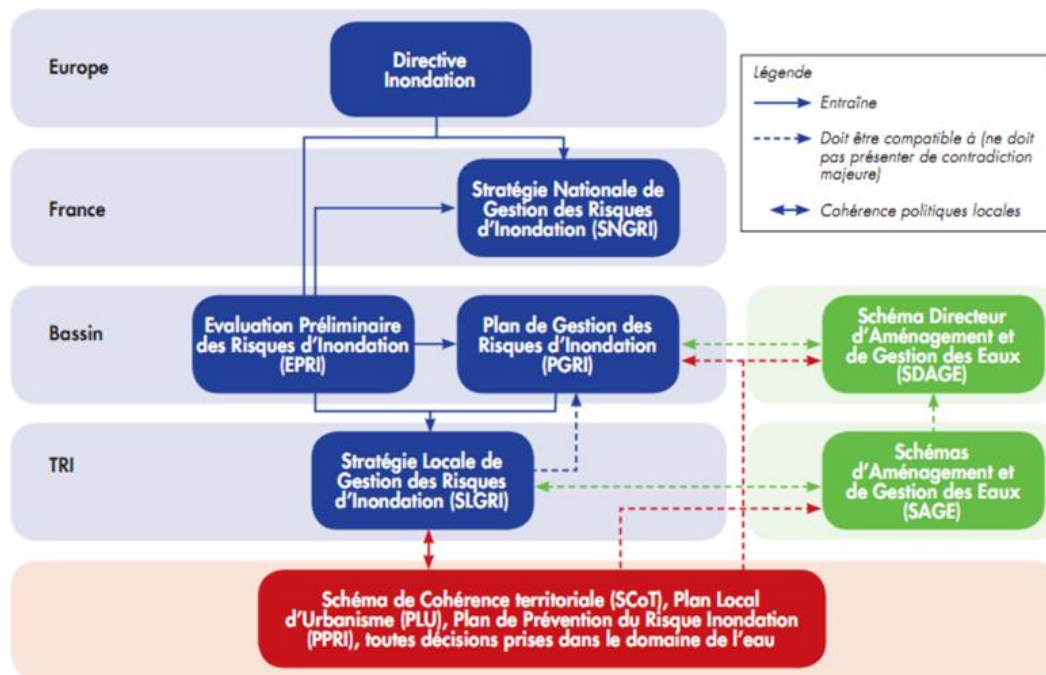 Europe
Directive
Inondation
Légende
Entraîne
Doit être compatible à (ne doit
pas présenter de contradiction
majeure)
Cohérence politiques locales
France
Stratégie Nationale de
Gestion des Risques
d'Inondation (SNGRI)
Bassin
Evaluation Préliminaire
des Risques d'Inondation
(EPRI)
Plan de Gestion des
Risques d'Inondation
(PGRI)
Schéma Directeur
d'Aménagement et
de Gestion des Eaux
(SDAGE)
TRI
Stratégie Locale de
Gestion des Risques
d'Inondation (SLGRI)
Schémas
d'Aménagement et
de Gestion des Eaux
(SAGE)
Schéma de Cohérence territoriale (SCoT), Plan Local
d'Urbanisme (PLU), Plan de Prévention du Risque Inondation
(PPRI), toutes décisions prises dans le domaine de l'eau